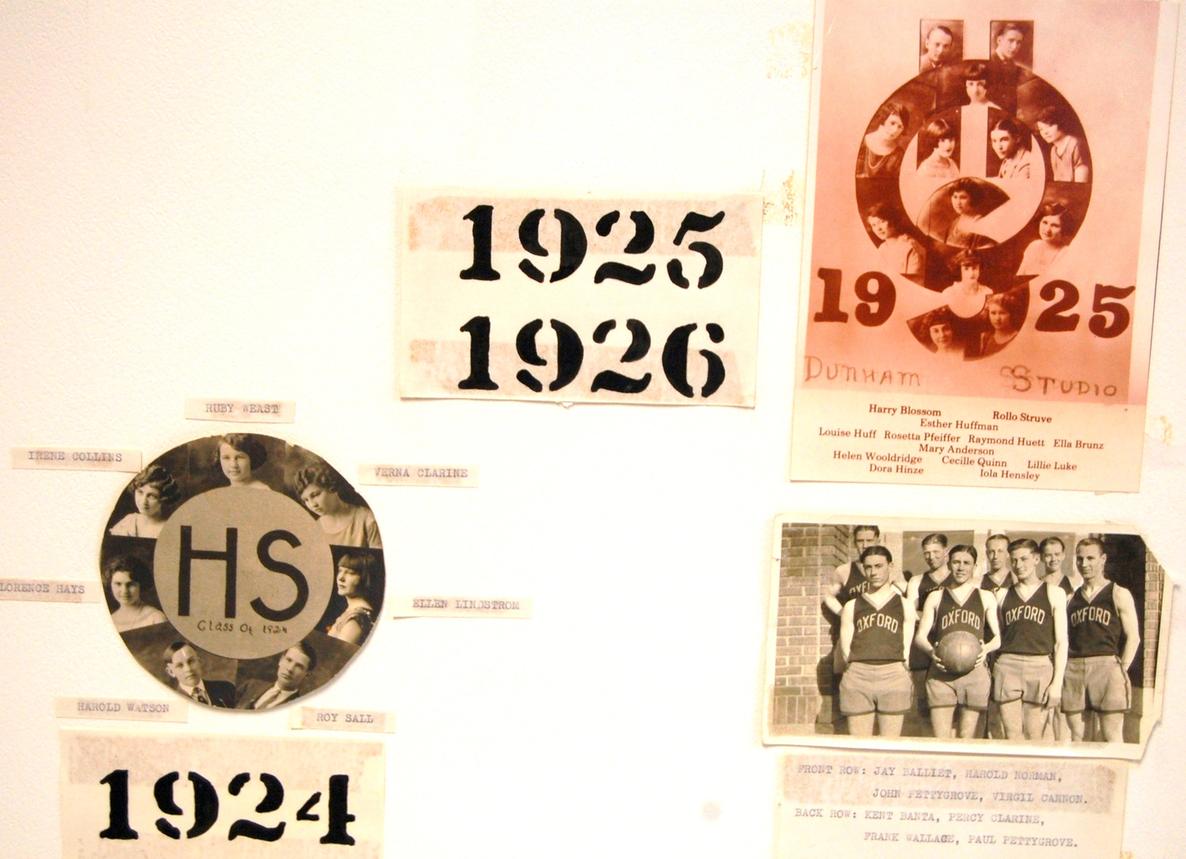 1925
1926
19 25
DUNHAM STUDIO
Harry Blossom Rollo Struve
Esther Huffman
Louise Huff Rosetta Pfeiffer Raymond Huett Ella Brunz
Mary Anderson
Helen Wooldridge Cecille Quinn Lillie Luke
Dora Hinze Iola Hensley
RUBY WEAST
IRENE COLLINS
VERNA CLARINE
LORENCE HAYS
ELLEN LINDSTROM
HS
Class Of 1924
HAROLD WATSON
ROY SALL
1924
OXFORD
OXFORD
OXFORD
OXFORD
FRONT ROW: JAY BALLIET, HAROLD NORMAN,
JOHN PETTYGROVE, VIRGIL CANNON.
BACK ROW: KENT BANTA, PERCY CLARINE,
FRANK WALLACE, PAUL PETTYGROVE.